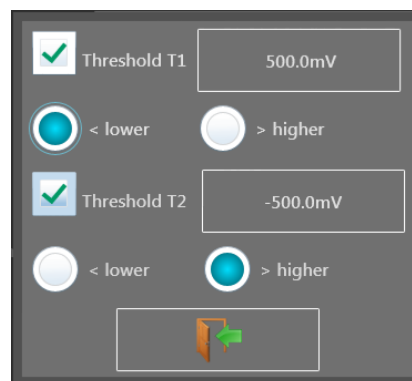 Threshold T1 500.0mV
< lower > higher
Threshold T2 -500.0mV
< lower > higher